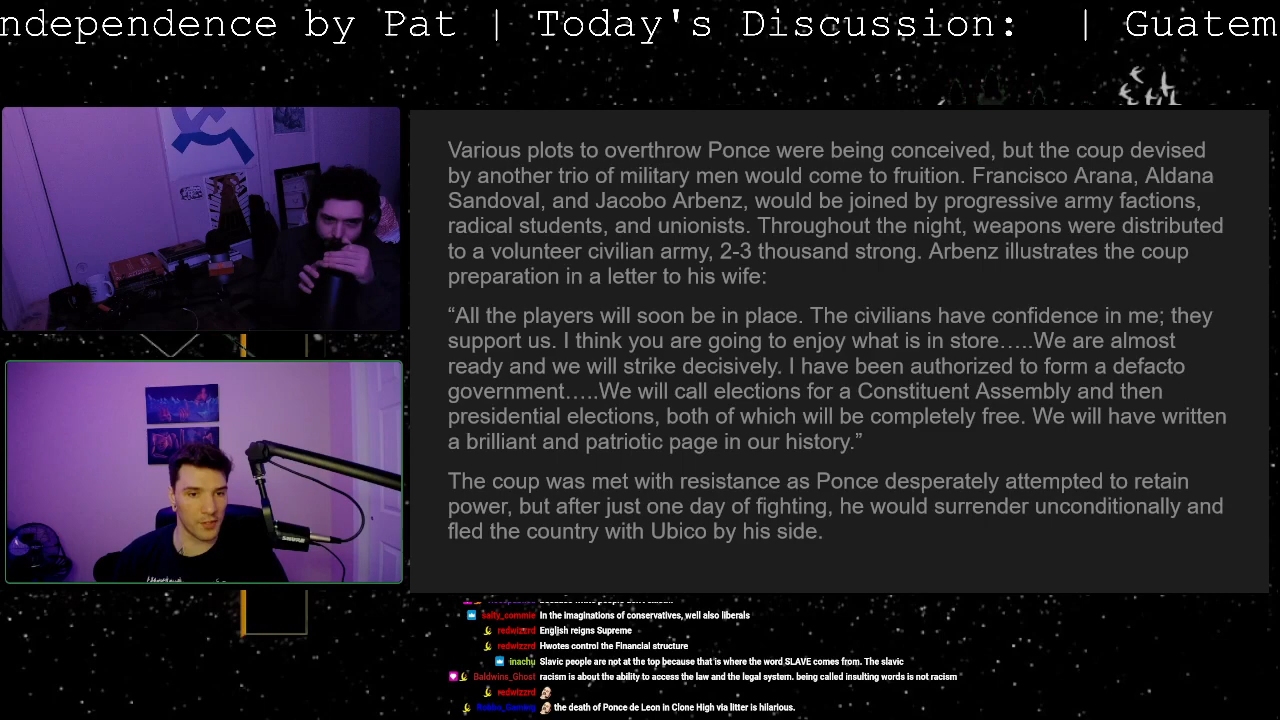 ndependence by Pat | Today's Discussion:  | Guatem
Various plots to overthrow Ponce were being conceived, but the coup devised
by another trio of military men would come to fruition. Francisco Arana, Aldana
Sandoval, and Jacobo Arbenz, would be joined by progressive army factions,
radical students, and unionists. Throughout the night, weapons were distributed
to a volunteer civilian army, 2-3 thousand strong. Arbenz illustrates the coup
preparation in a letter to his wife:
“All the players will soon be in place. The civilians have confidence in me; they
support us. I think you are going to enjoy what is in store…..We are almost
ready and we will strike decisively. I have been authorized to form a defacto
government…..We will call elections for a Constituent Assembly and then
presidential elections, both of which will be completely free. We will have written
a brilliant and patriotic page in our history.”
The coup was met with resistance as Ponce desperately attempted to retain
power, but after just one day of fighting, he would surrender unconditionally and
fled the country with Ubico by his side.
SHURE
salty_commie In the imaginations of conservatives, well also liberals
redwizzrd English reigns Supreme
redwizzrd Hwotes control the Financial structure
inachu Slavic people are not at the top because that is where the word SLAVE comes from. The slavic
Baldwins_Ghost racism is about the ability to access the law and the legal system. being called insulting words is not racism
redwizzrd
the death of Ponce de Leon in Clone High via litter is hilarious.